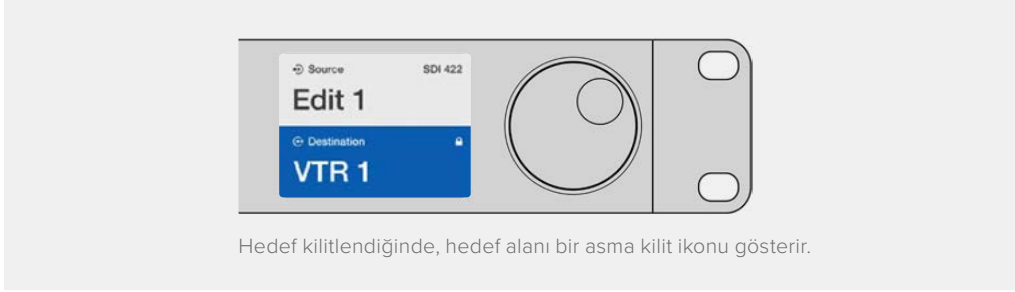 Source SDI 422
Edit 1
Destination
VTR 1
Hedef kilitlendiğinde, hedef alanı bir asma kilit ikonu gösterir.